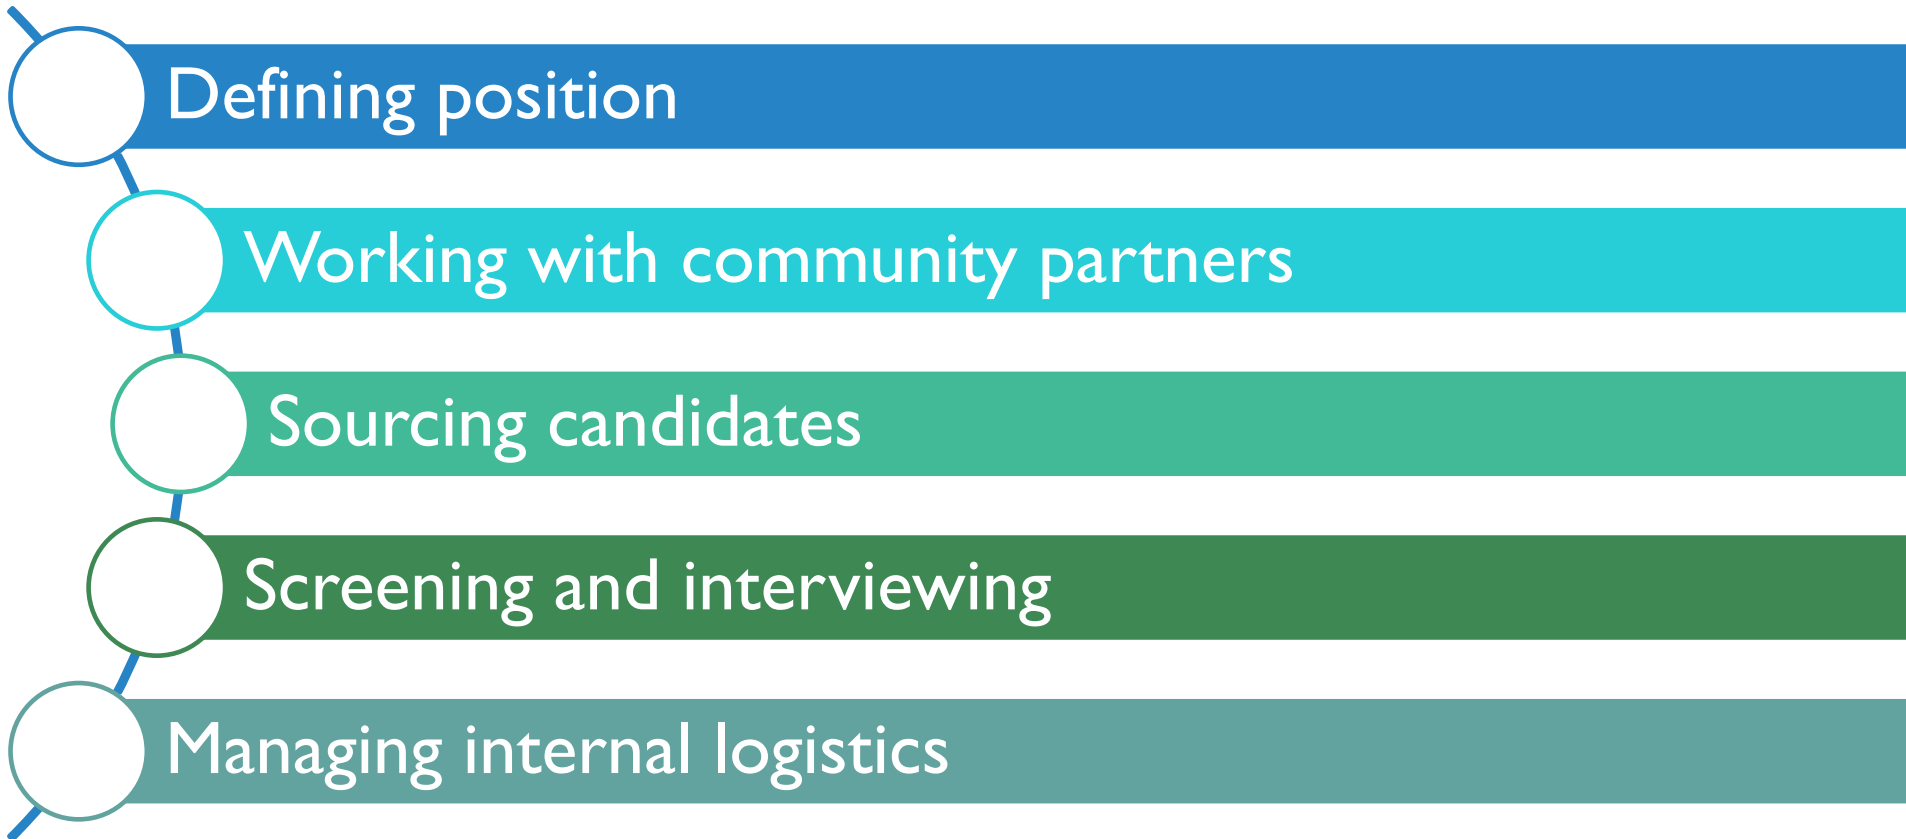 Defining position
Working with community partners
Sourcing candidates
Screening and interviewing
Managing internal logistics